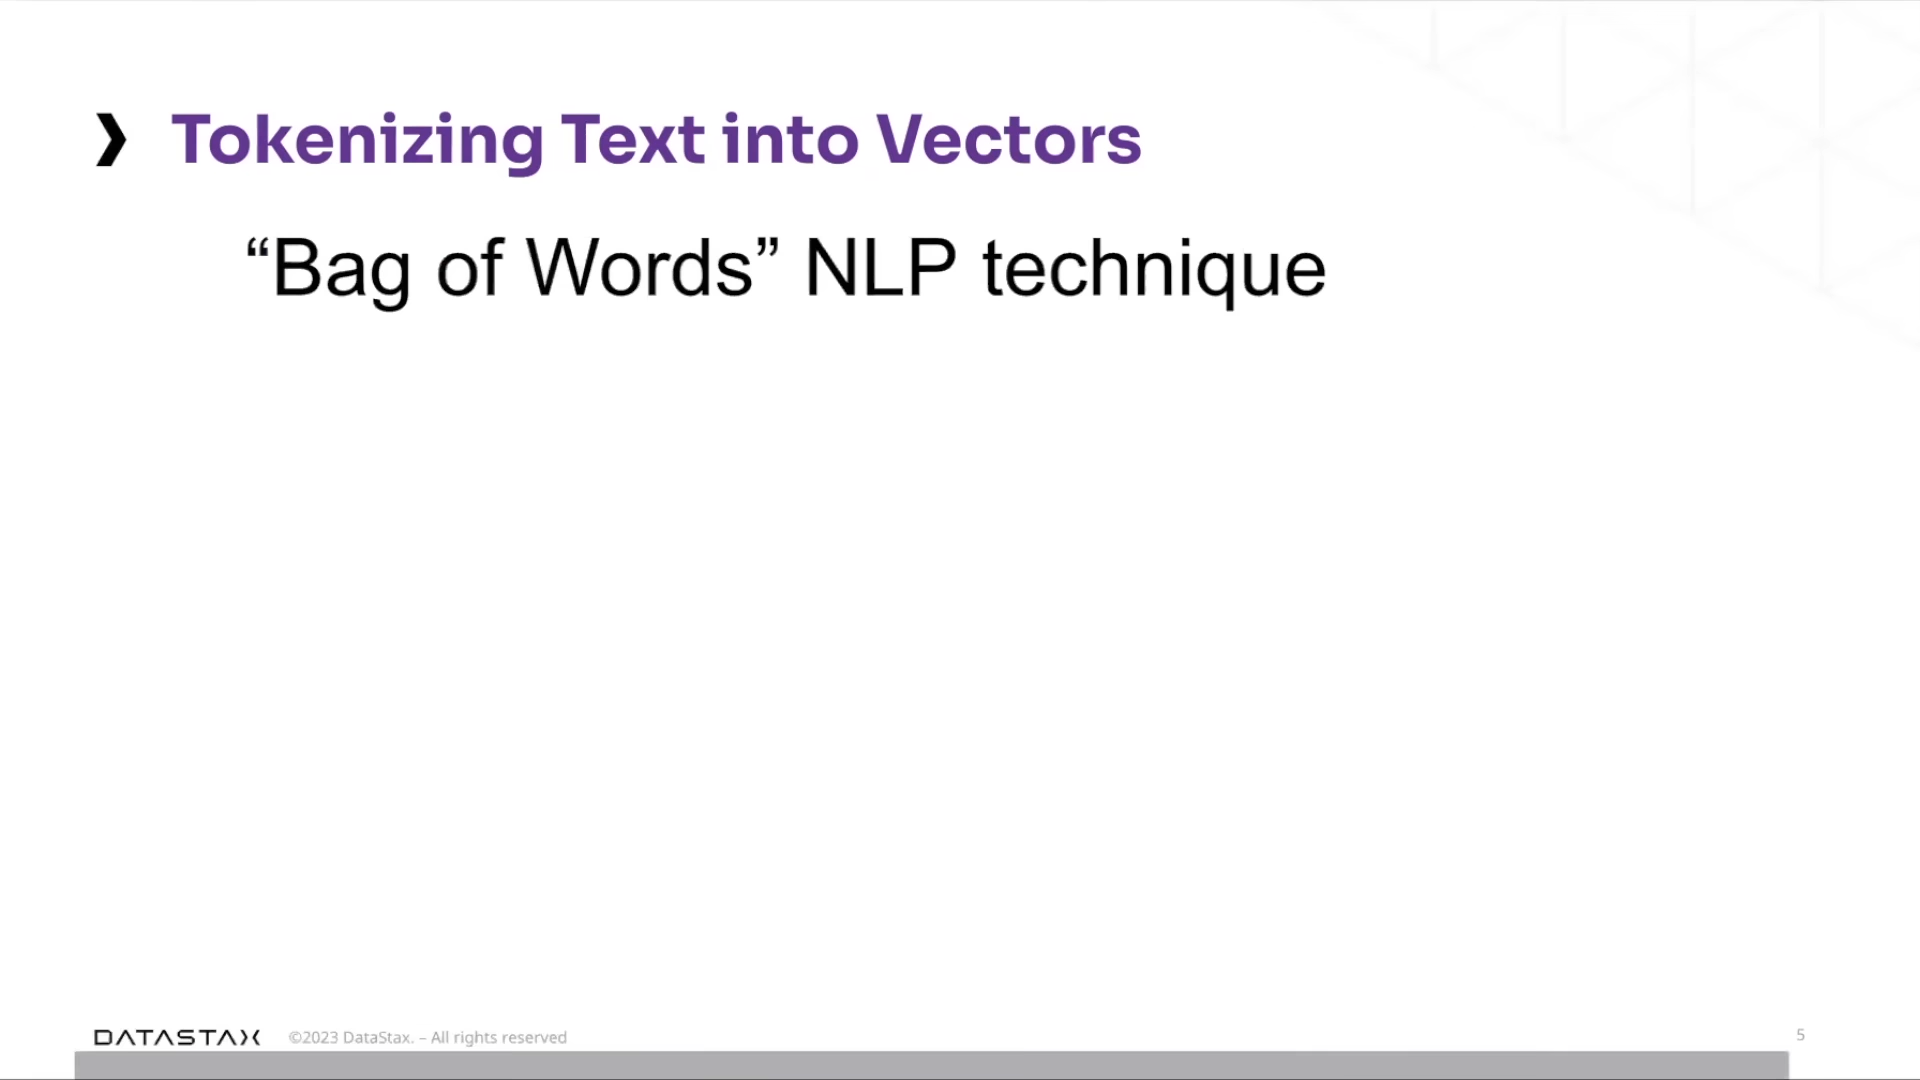 ❯ Tokenizing Text into Vectors
“Bag of Words” NLP technique
DATASTAX ©2023 DataStax. – All rights reserved
5